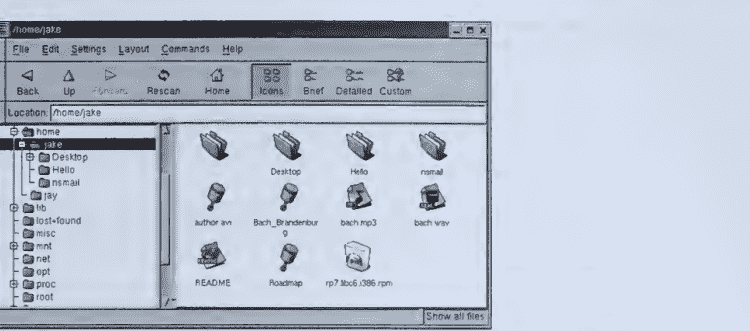 /home/jake
File Edit Settings Layout Commands Help
Back Up Rescan Home Icons Brief Detailed Custom
Location: /home/jake
home
jake
Desktop
Hello
nsmail
jay
lib
lost+found
misc
mnt
net
opt
proc
root
Desktop Hello nsmail
author.avi Bach_Brandenbur
g bach.mp3 bach.wav
README Roadmap rp7.libc6.i386.rpm
Show all files